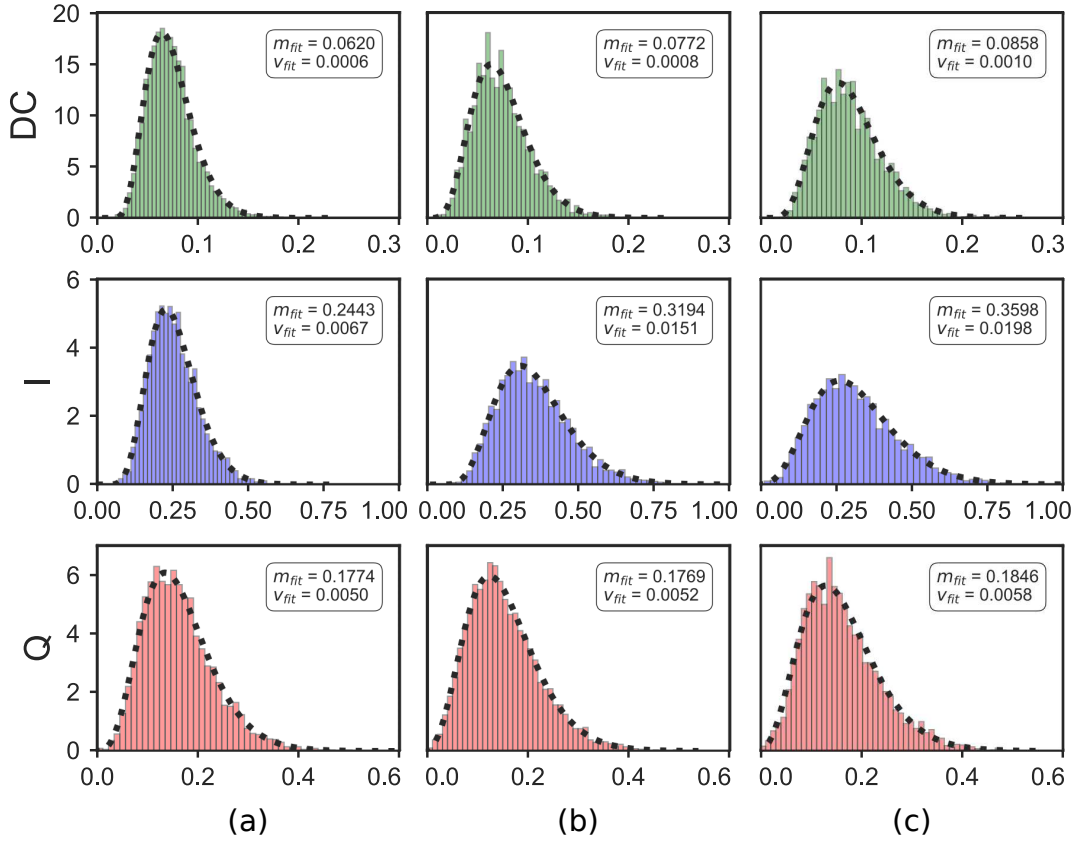 20
15
10
5
0
DC
m_fit = 0.0620
v_fit = 0.0006
0.0 0.1 0.2 0.3
m_fit = 0.0772
v_fit = 0.0008
0.0 0.1 0.2 0.3
m_fit = 0.0858
v_fit = 0.0010
0.0 0.1 0.2 0.3
6
4
2
0
I
m_fit = 0.2443
v_fit = 0.0067
0.00 0.25 0.50 0.75 1.00
m_fit = 0.3194
v_fit = 0.0151
0.00 0.25 0.50 0.75 1.00
m_fit = 0.3598
v_fit = 0.0198
0.00 0.25 0.50 0.75 1.00
6
4
2
0
Q
m_fit = 0.1774
v_fit = 0.0050
0.0 0.2 0.4 0.6
m_fit = 0.1769
v_fit = 0.0052
0.0 0.2 0.4 0.6
m_fit = 0.1846
v_fit = 0.0058
0.0 0.2 0.4 0.6
(a) (b) (c)